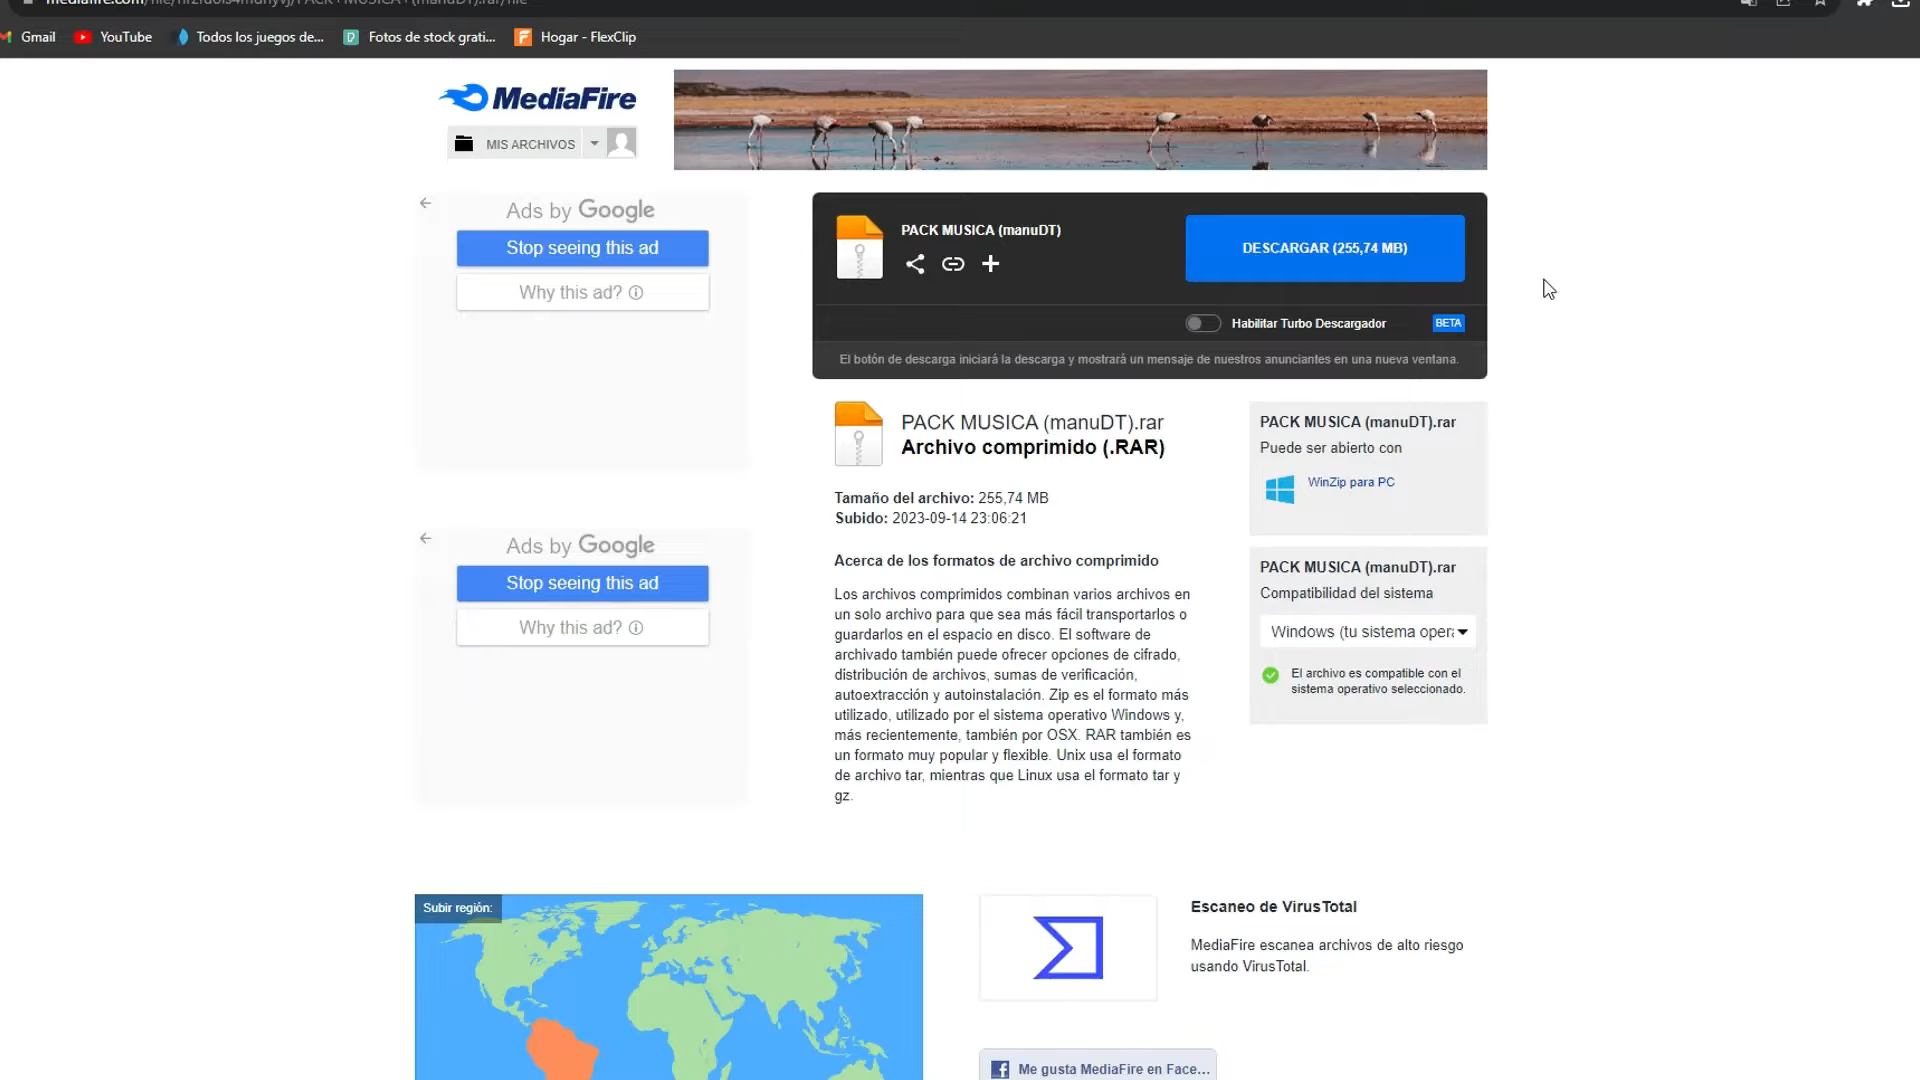 Gmail
YouTube
Todos los juegos de...
Fotos de stock grati...
Hogar - FlexClip
MediaFire
MIS ARCHIVOS
Ads by Google
Stop seeing this ad
Why this ad?
PACK MUSICA (manuDT)
DESCARGAR (255,74 MB)
Habilitar Turbo Descargador
BETA
El botón de descarga iniciará la descarga y mostrará un mensaje de nuestros anunciantes en una nueva ventana.
PACK MUSICA (manuDT).rar
Archivo comprimido (.RAR)
Tamaño del archivo: 255,74 MB
Subido: 2023-09-14 23:06:21
Acerca de los formatos de archivo comprimido
Los archivos comprimidos combinan varios archivos en
un solo archivo para que sea más fácil transportarlos o
guardarlos en el espacio en disco. El software de
archivado también puede ofrecer opciones de cifrado,
distribución de archivos, sumas de verificación,
autoextracción y autoinstalación. Zip es el formato más
utilizado, utilizado por el sistema operativo Windows y,
más recientemente, también por OSX. RAR también es
un formato muy popular y flexible. Unix usa el formato
de archivo tar, mientras que Linux usa el formato tar y
gz.
PACK MUSICA (manuDT).rar
Puede ser abierto con
WinZip para PC
PACK MUSICA (manuDT).rar
Compatibilidad del sistema
Windows (tu sistema oper
El archivo es compatible con el
sistema operativo seleccionado.
Ads by Google
Stop seeing this ad
Why this ad?
Subir región:
Escaneo de VirusTotal
MediaFire escanea archivos de alto riesgo
usando VirusTotal.
Me gusta MediaFire en Face...